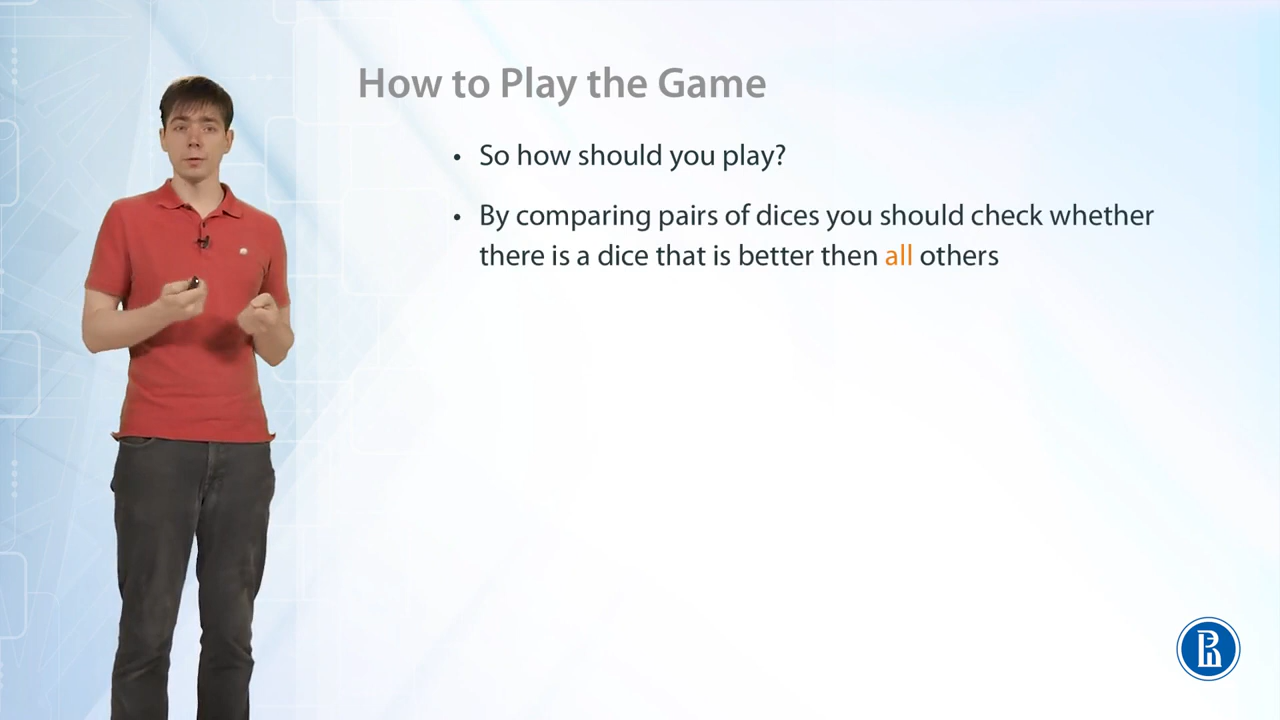 How to Play the Game
• So how should you play?
• By comparing pairs of dices you should check whether
there is a dice that is better then all others